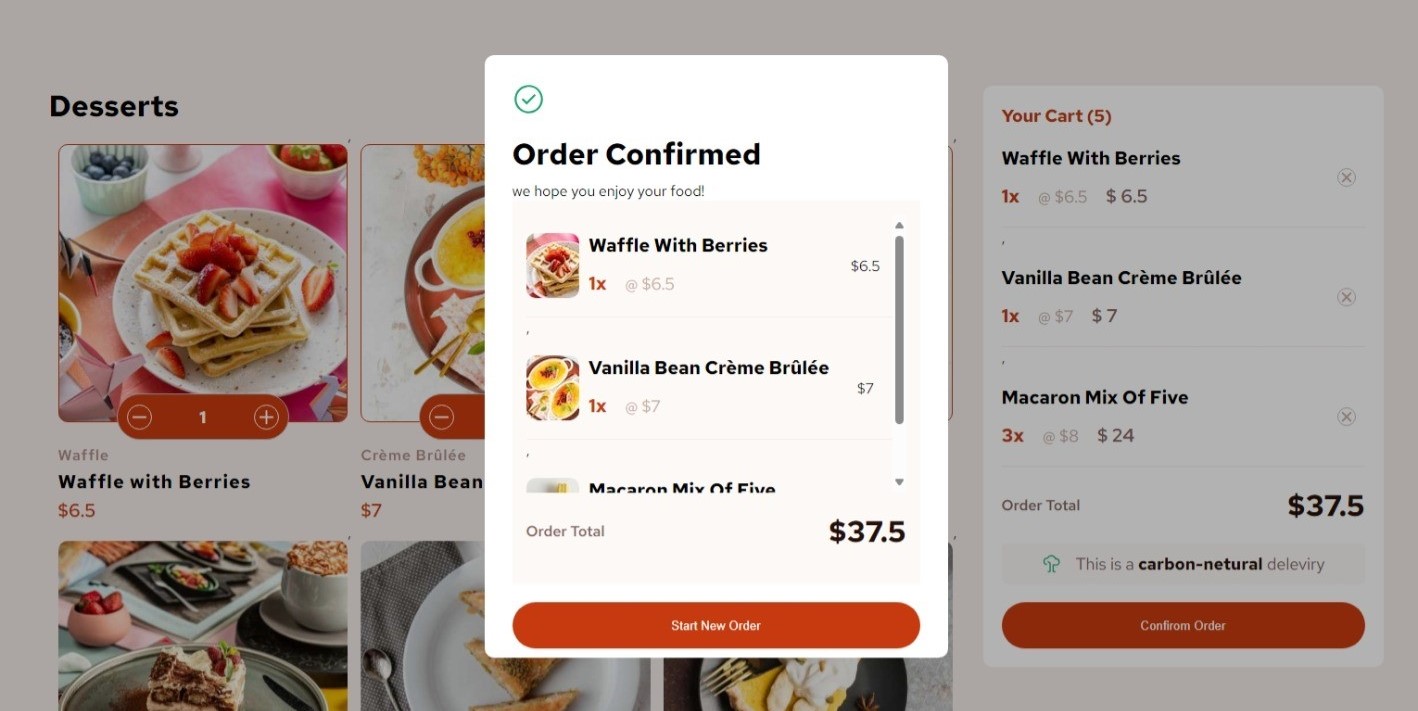 Desserts
1
Waffle
Waffle with Berries
$6.5
,
Crème Brûlée
Vanilla Bean
$7
,
,
,
Order Confirmed
we hope you enjoy your food!
Waffle With Berries
1x @ $6.5
$6.5
,
Vanilla Bean Crème Brûlée
1x @ $7
$7
,
Macaron Mix Of Five
Order Total $37.5
Start New Order
Your Cart (5)
Waffle With Berries
1x @ $6.5 $ 6.5
,
Vanilla Bean Crème Brûlée
1x @ $7 $ 7
,
Macaron Mix Of Five
3x @ $8 $ 24
Order Total $37.5
This is a carbon-netural deleviry
Confirom Order